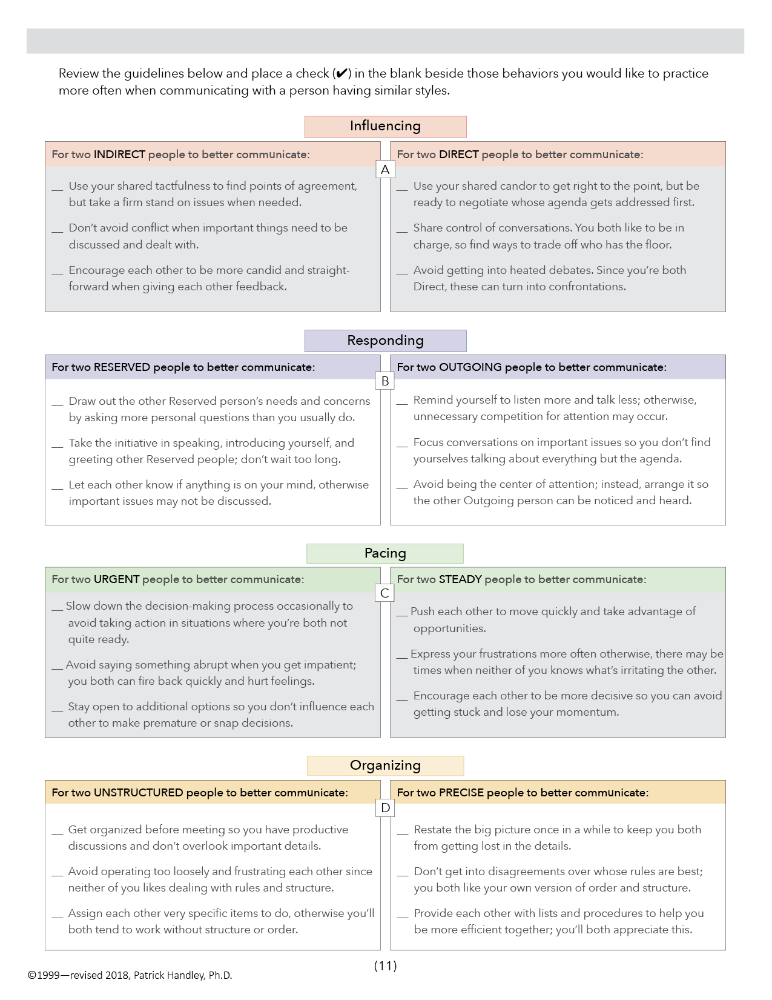 Review the guidelines below and place a check (✔) in the blank beside those behaviors you would like to practice
more often when communicating with a person having similar styles.
Influencing
A
For two INDIRECT people to better communicate:
__ Use your shared tactfulness to find points of agreement,
but take a firm stand on issues when needed.
__ Don’t avoid conflict when important things need to be
discussed and dealt with.
__ Encourage each other to be more candid and straight-
forward when giving each other feedback.
For two DIRECT people to better communicate:
__ Use your shared candor to get right to the point, but be
ready to negotiate whose agenda gets addressed first.
__ Share control of conversations. You both like to be in
charge, so find ways to trade off who has the floor.
__ Avoid getting into heated debates. Since you’re both
Direct, these can turn into confrontations.
Responding
B
For two RESERVED people to better communicate:
__ Draw out the other Reserved person’s needs and concerns
by asking more personal questions than you usually do.
__ Take the initiative in speaking, introducing yourself, and
greeting other Reserved people; don’t wait too long.
__ Let each other know if anything is on your mind, otherwise
important issues may not be discussed.
For two OUTGOING people to better communicate:
__ Remind yourself to listen more and talk less; otherwise,
unnecessary competition for attention may occur.
__ Focus conversations on important issues so you don’t find
yourselves talking about everything but the agenda.
__ Avoid being the center of attention; instead, arrange it so
the other Outgoing person can be noticed and heard.
Pacing
C
For two URGENT people to better communicate:
__ Slow down the decision-making process occasionally to
avoid taking action in situations where you’re both not
quite ready.
__ Avoid saying something abrupt when you get impatient;
you both can fire back quickly and hurt feelings.
__ Stay open to additional options so you don’t influence each
other to make premature or snap decisions.
For two STEADY people to better communicate:
__ Push each other to move quickly and take advantage of
opportunities.
__ Express your frustrations more often otherwise, there may be
times when neither of you knows what’s irritating the other.
__ Encourage each other to be more decisive so you can avoid
getting stuck and lose your momentum.
Organizing
D
For two UNSTRUCTURED people to better communicate:
__ Get organized before meeting so you have productive
discussions and don’t overlook important details.
__ Avoid operating too loosely and frustrating each other since
neither of you likes dealing with rules and structure.
__ Assign each other very specific items to do, otherwise you’ll
both tend to work without structure or order.
For two PRECISE people to better communicate:
__ Restate the big picture once in a while to keep you both
from getting lost in the details.
__ Don’t get into disagreements over whose rules are best;
you both like your own version of order and structure.
__ Provide each other with lists and procedures to help you
be more efficient together; you’ll both appreciate this.
(11)
©1999—revised 2018, Patrick Handley, Ph.D.